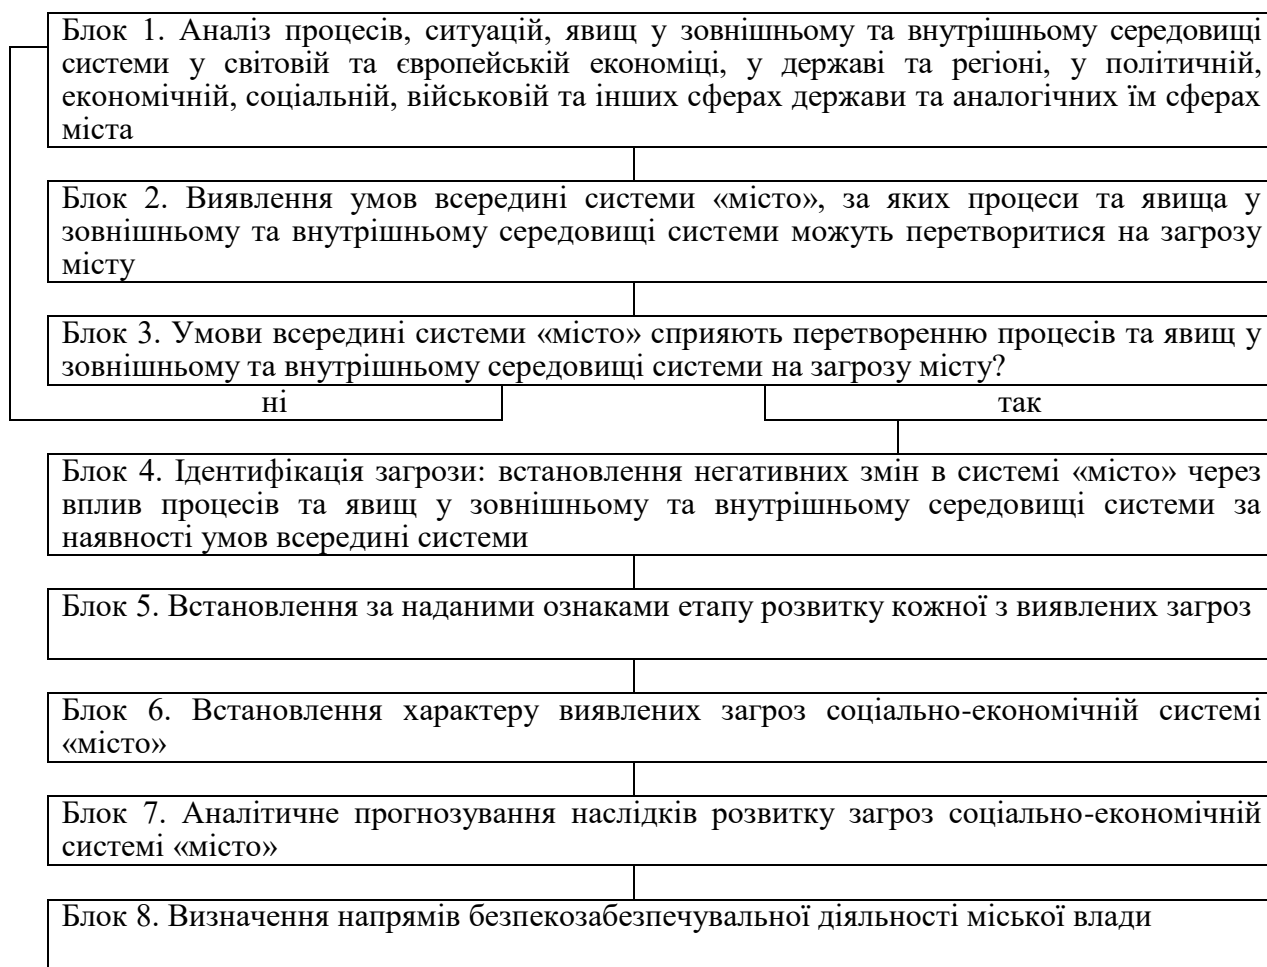 Блок 1. Аналіз процесів, ситуацій, явищ у зовнішньому та внутрішньому середовищі
системи у світовій та європейській економіці, у державі та регіоні, у політичній,
економічній, соціальній, військовій та інших сферах держави та аналогічних їм сферах
міста
Блок 2. Виявлення умов всередині системи «місто», за яких процеси та явища у
зовнішньому та внутрішньому середовищі системи можуть перетворитися на загрозу
місту
Блок 3. Умови всередині системи «місто» сприяють перетворенню процесів та явищ у
зовнішньому та внутрішньому середовищі системи на загрозу місту?
ні
так
Блок 4. Ідентифікація загрози: встановлення негативних змін в системі «місто» через
вплив процесів та явищ у зовнішньому та внутрішньому середовищі системи за
наявності умов всередині системи
Блок 5. Встановлення за наданими ознаками етапу розвитку кожної з виявлених загроз
Блок 6. Встановлення характеру виявлених загроз соціально-економічній системі
«місто»
Блок 7. Аналітичне прогнозування наслідків розвитку загроз соціально-економічній
системі «місто»
Блок 8. Визначення напрямів безпекозабезпечувальної діяльності міської влади